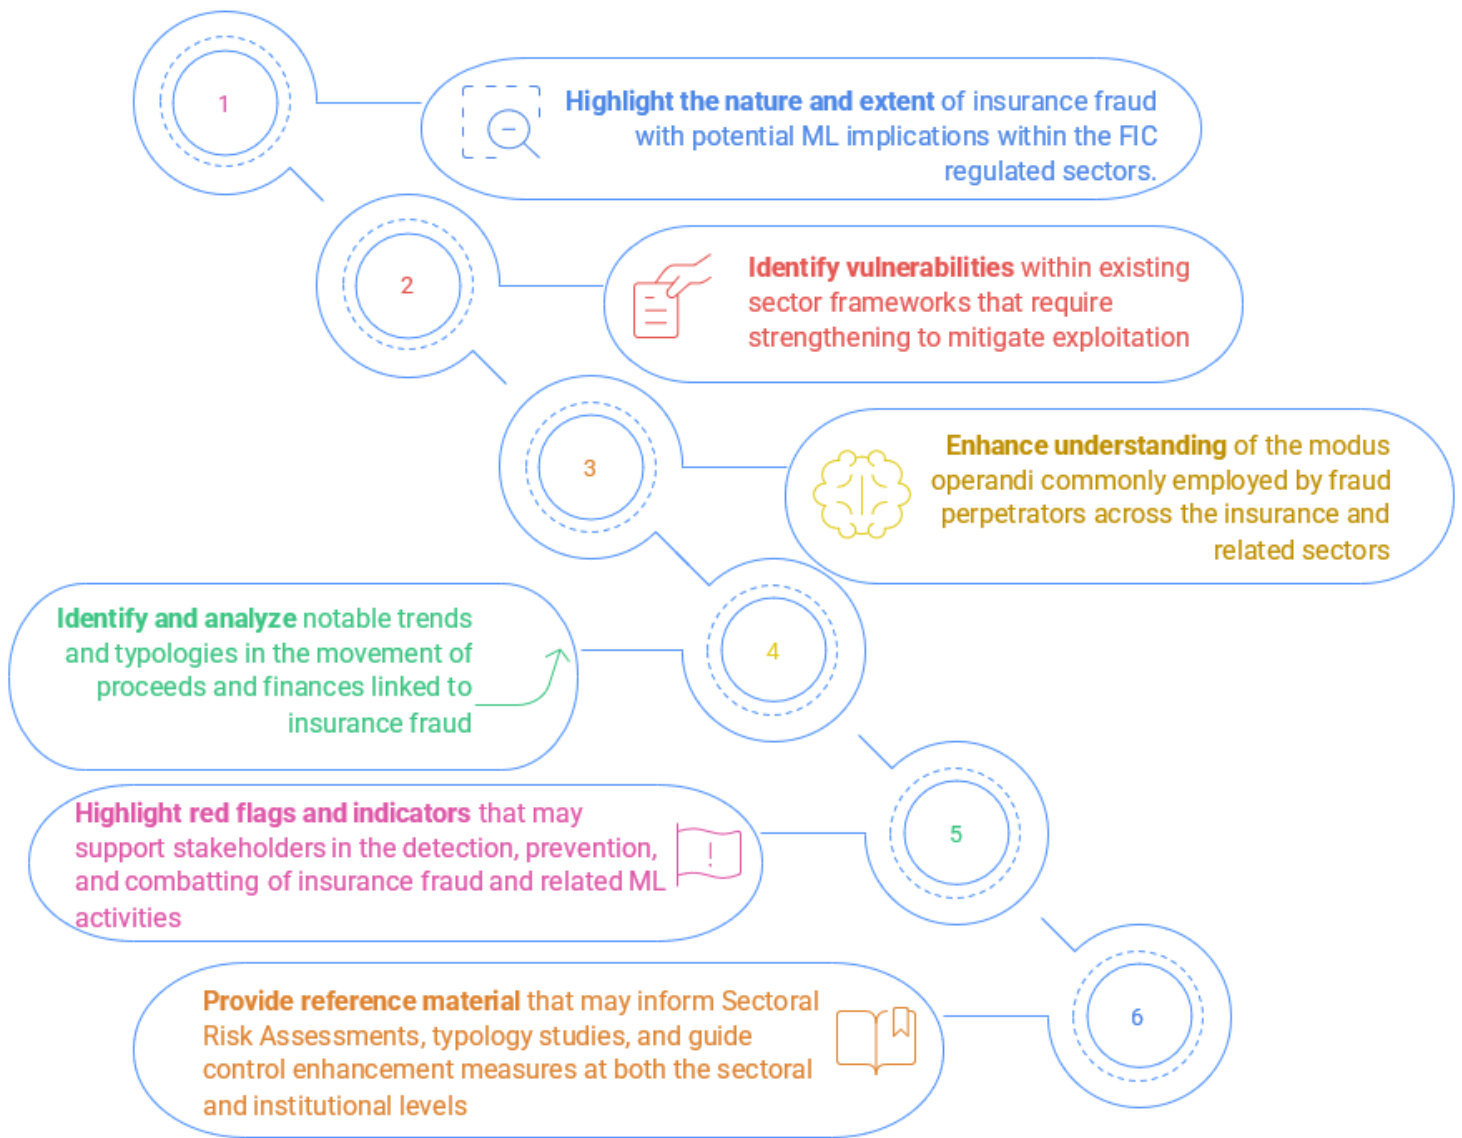 1
Highlight the nature and extent of insurance fraud
with potential ML implications within the FIC
regulated sectors.
2
Identify vulnerabilities within existing
sector frameworks that require
strengthening to mitigate exploitation
3
Enhance understanding of the modus
operandi commonly employed by fraud
perpetrators across the insurance and
related sectors
4
Identify and analyze notable trends
and typologies in the movement of
proceeds and finances linked to
insurance fraud
5
Highlight red flags and indicators that may
support stakeholders in the detection, prevention,
and combatting of insurance fraud and related ML
activities
6
Provide reference material that may inform Sectoral
Risk Assessments, typology studies, and guide
control enhancement measures at both the sectoral
and institutional levels